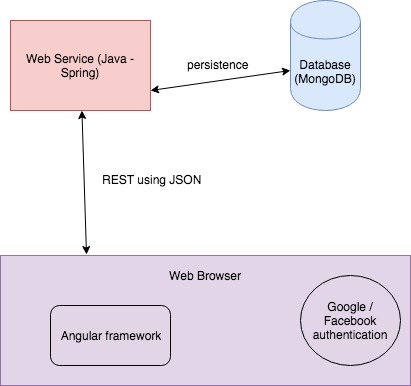 Web Service (Java -
Spring)
persistence
Database
(MongoDB)
REST using JSON
Web Browser
Angular framework
Google /
Facebook
authentication